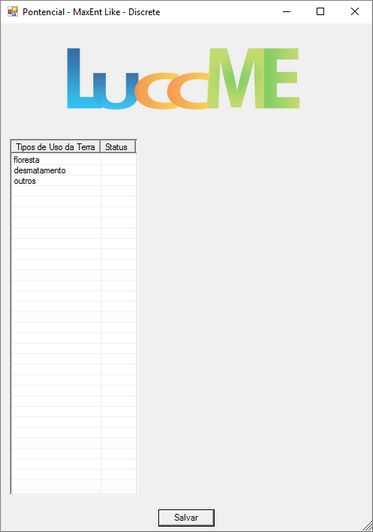 Pontencial - MaxEnt Like - Discrete
LuccME
Tipos de Uso da Terra Status
floresta
desmatamento
outros
Salvar